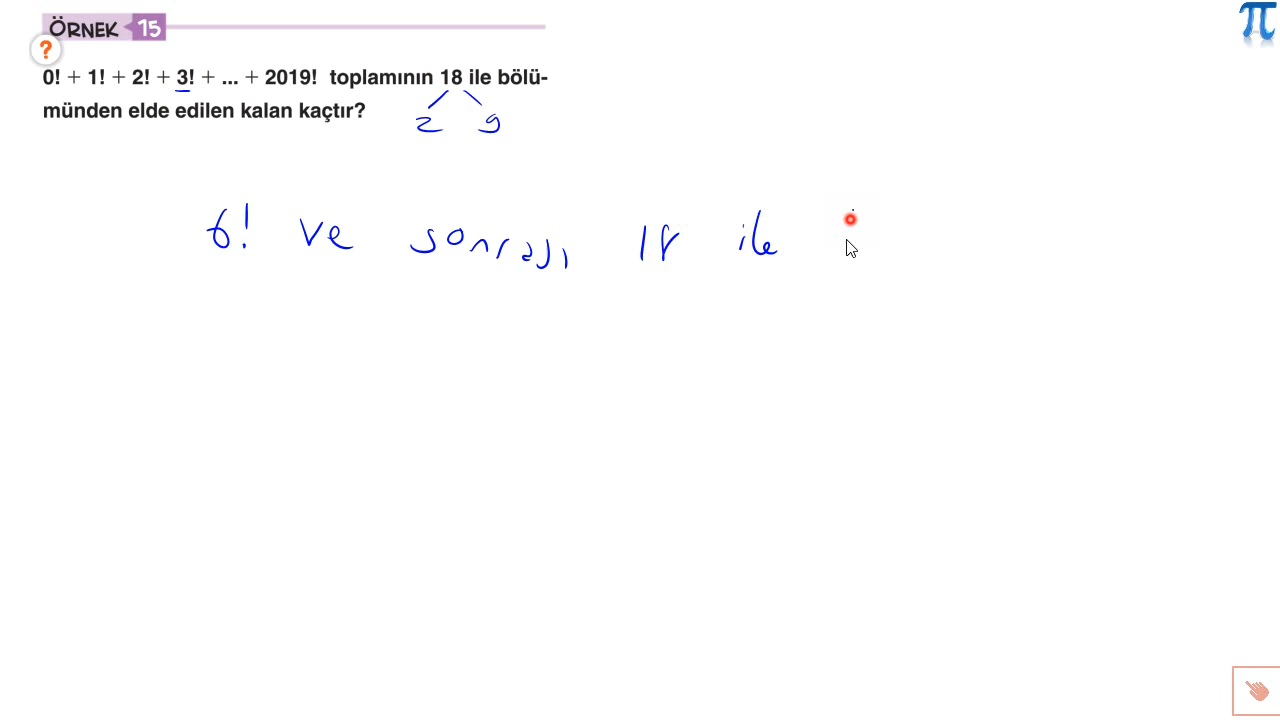 ÖRNEK 15
?
0! + 1! + 2! + 3! + ... + 2019! toplamının 18 ile bölü-
münden elde edilen kalan kaçtır?
2 9
6! ve sonrası 18 ile
π